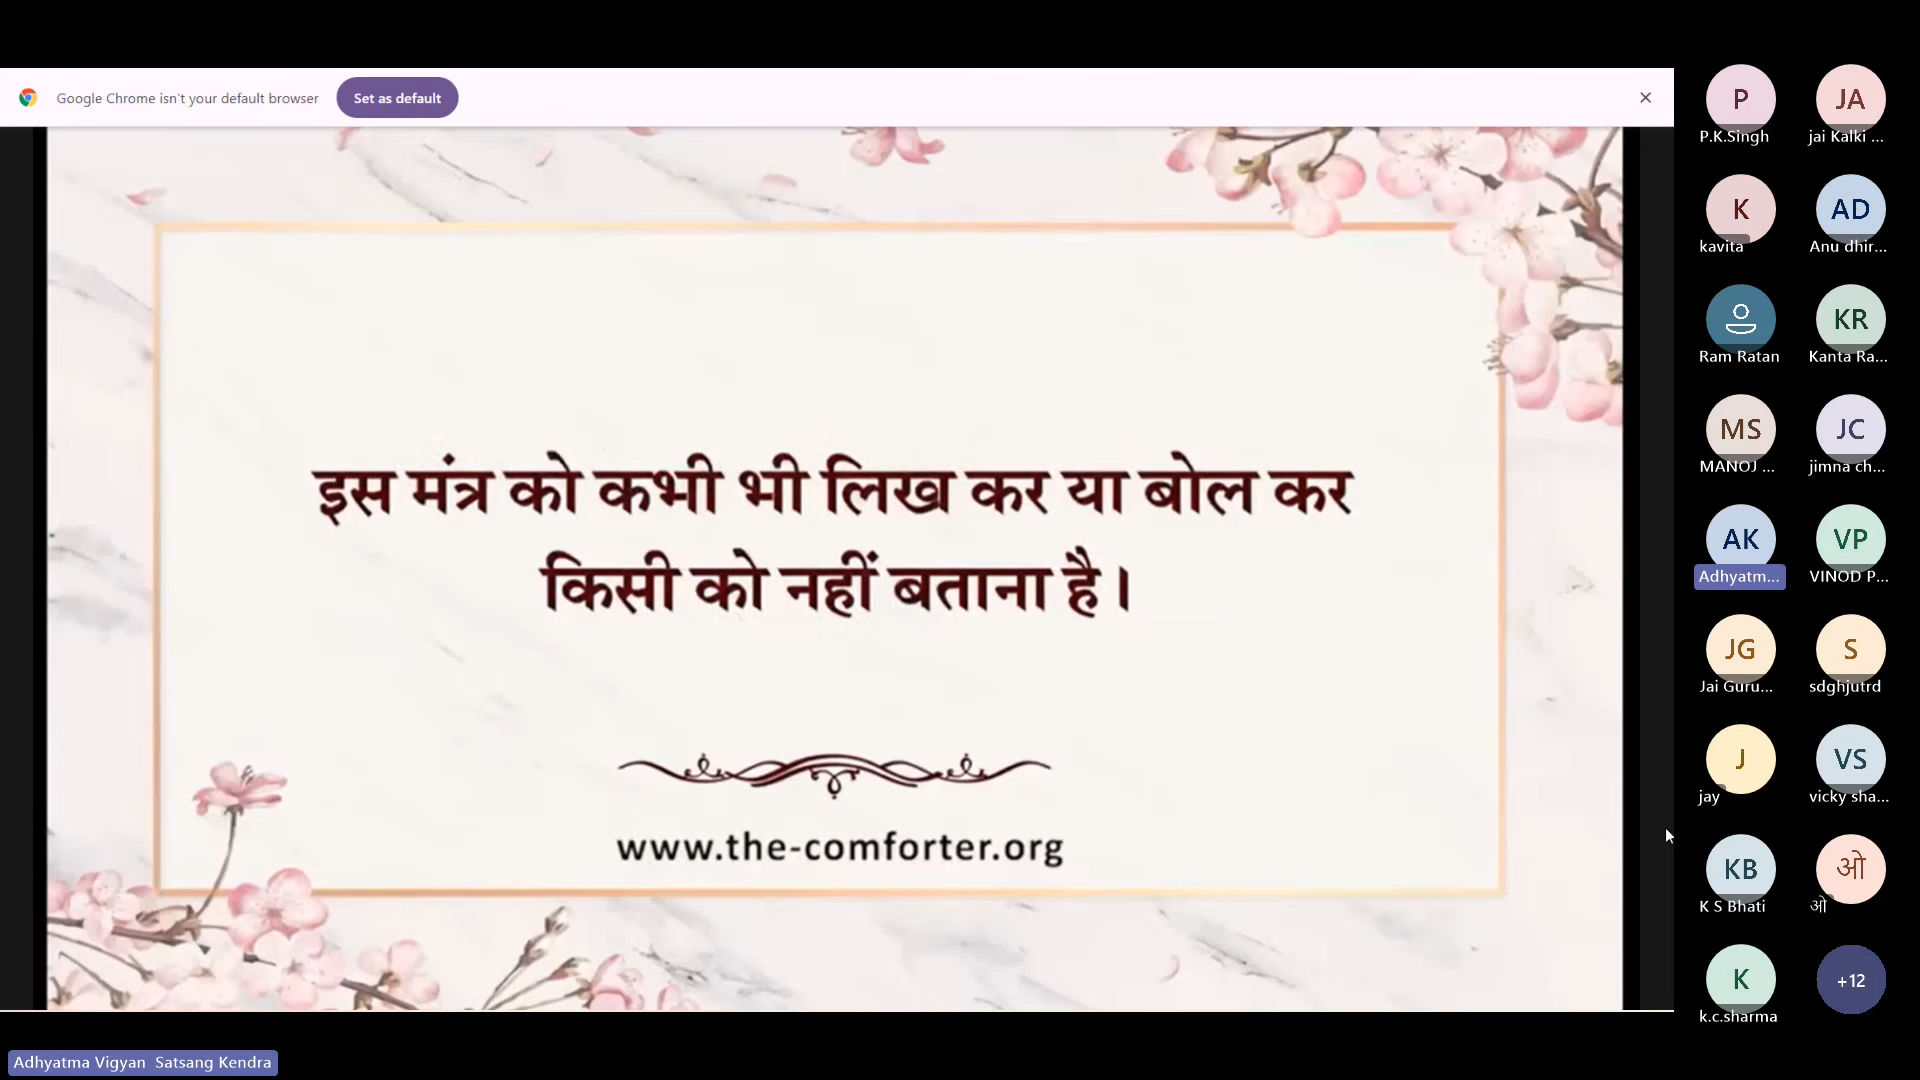 Google Chrome isn't your default browser
Set as default
इस मंत्र को कभी भी लिख कर या बोल कर
किसी को नहीं बताना है।
www.the-comforter.org
P
JA
P.K.Singh
jai Kalki ...
K
AD
kavita
Anu dhir...
KR
Ram Ratan
Kanta Ra...
MS
JC
MANOJ ...
jimna ch...
AK
VP
Adhyatm...
VINOD P...
JG
S
Jai Guru...
sdghjutrd
J
VS
jay
vicky sha...
KB
ओ
K S Bhati
ओ
K
+12
k.c.sharma
Adhyatma Vigyan Satsang Kendra